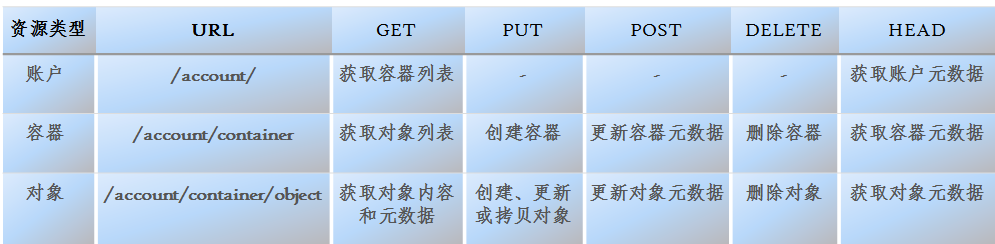 资源类型 URL GET PUT POST DELETE HEAD
账户 /account/ 获取容器列表 - - - 获取账户元数据
容器 /account/container 获取对象列表 创建容器 更新容器元数据 删除容器 获取容器元数据
对象 /account/container/object 获取对象内容 创建、更新 更新对象元数据 删除对象 获取对象元数据
和元数据 或拷贝对象